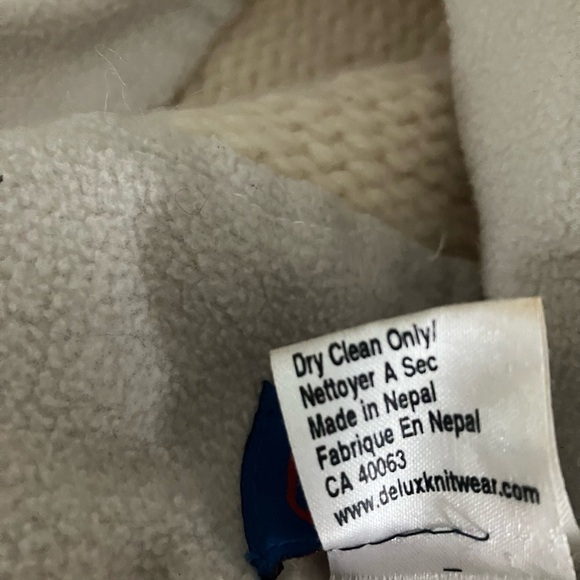 Dry Clean Only/
Nettoyer A Sec
Made in Nepal
Fabrique En Nepal
CA 40063
www.deluxknitwear.com